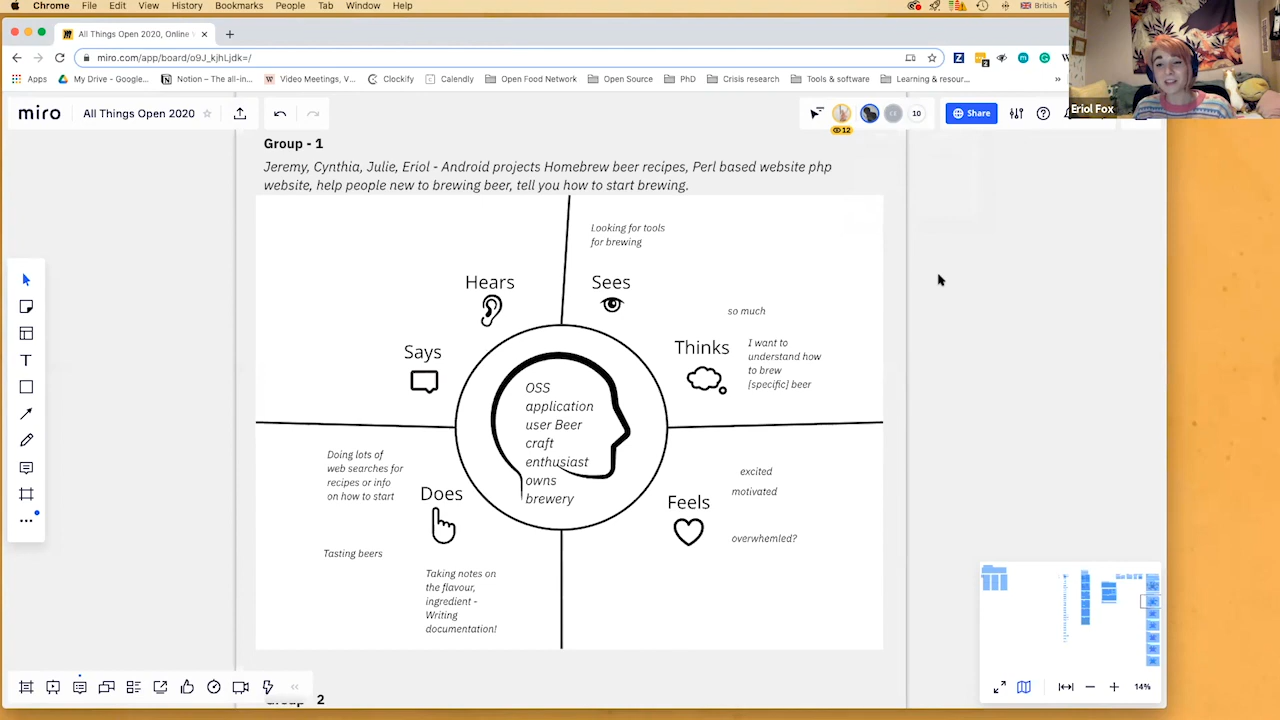 Chrome File Edit View History Bookmarks People Tab Window Help
British
All Things Open 2020, Online
miro.com/app/board/o9J_kjhLjdk=/
Apps My Drive - Google... Notion – The all-in... Video Meetings, V... Clockify Calendly Open Food Network Open Source PhD Crisis research Tools & software Learning & resour... »
Eriol Fox
miro All Things Open 2020
12
10
Share
Group - 1
Jeremy, Cynthia, Julie, Eriol - Android projects Homebrew beer recipes, Perl based website php
website, help people new to brewing beer, tell you how to start brewing.
Looking for tools
for brewing
Hears
Sees
so much
Says
Thinks
I want to
understand how
to brew
[specific] beer
OSS
application
user Beer
craft
enthusiast
owns
brewery
Doing lots of
web searches for
recipes or info
on how to start
Does
Tasting beers
Taking notes on
the flavour,
ingredient -
Writing
documentation!
excited
motivated
Feels
overwhemled?
14%